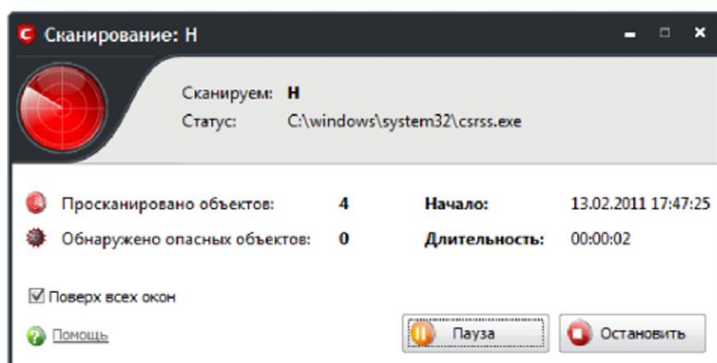 Сканирование: H
Сканируем: H
Статус: C:\windows\system32\csrss.exe
Просканировано объектов: 4 Начало: 13.02.2011 17:47:25
Обнаружено опасных объектов: 0 Длительность: 00:00:02
Поверх всех окон
Помощь Пауза Остановить